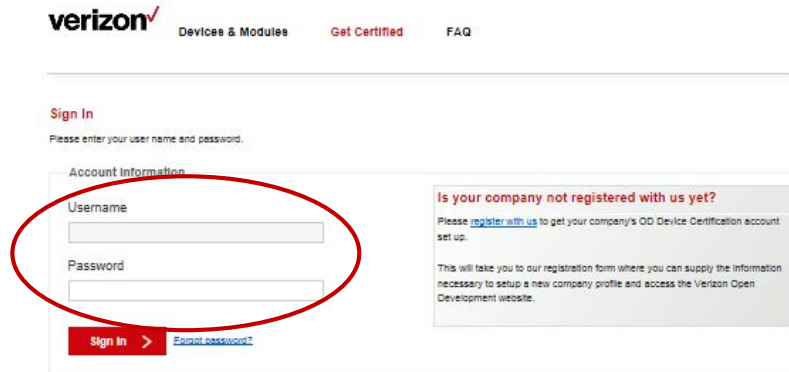 verizon
Devices & Modules Get Certified FAQ
Sign In
Please enter your user name and password.
Account Information
Username
Password
Sign In > Forgot password?
Is your company not registered with us yet?
Please register with us to get your company's OD Device Certification account
set up.
This will take you to our registration form where you can supply the information
necessary to setup a new company profile and access the Verizon Open
Development website.